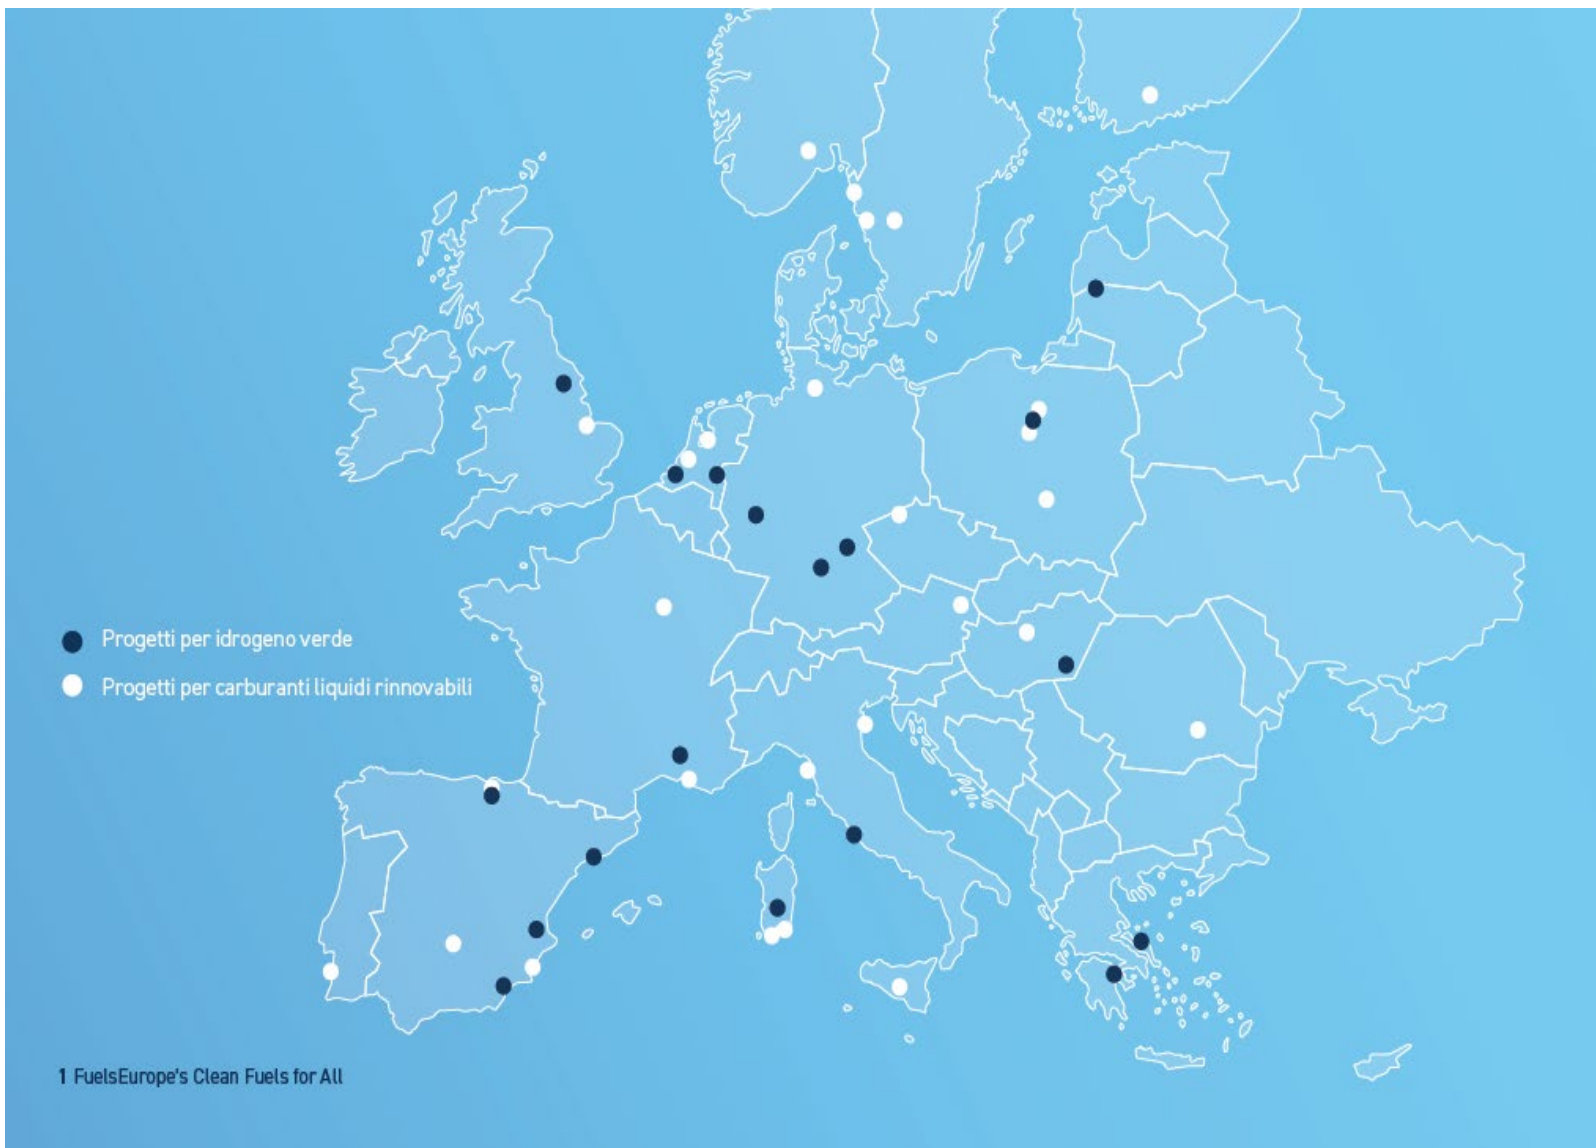 Progetti per idrogeno verde
Progetti per carburanti liquidi rinnovabili
1 FuelsEurope's Clean Fuels for All